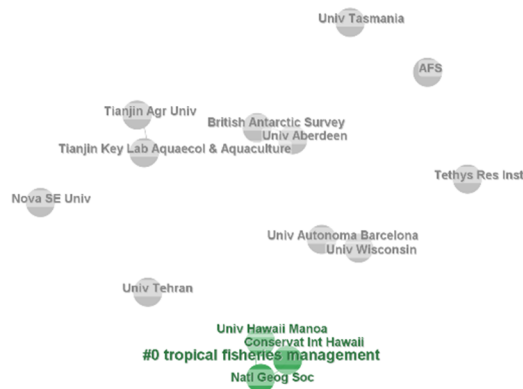 Univ Tasmania
AFS
Tianjin Agr Univ
British Antarctic Survey
Univ Aberdeen
Tianjin Key Lab Aquaecol & Aquaculture
Tethys Res Inst
Nova SE Univ
Univ Autonoma Barcelona
Univ Wisconsin
Univ Tehran
Univ Hawaii Manoa
Conservat Int Hawaii
#0 tropical fisheries management
Natl Geog Soc